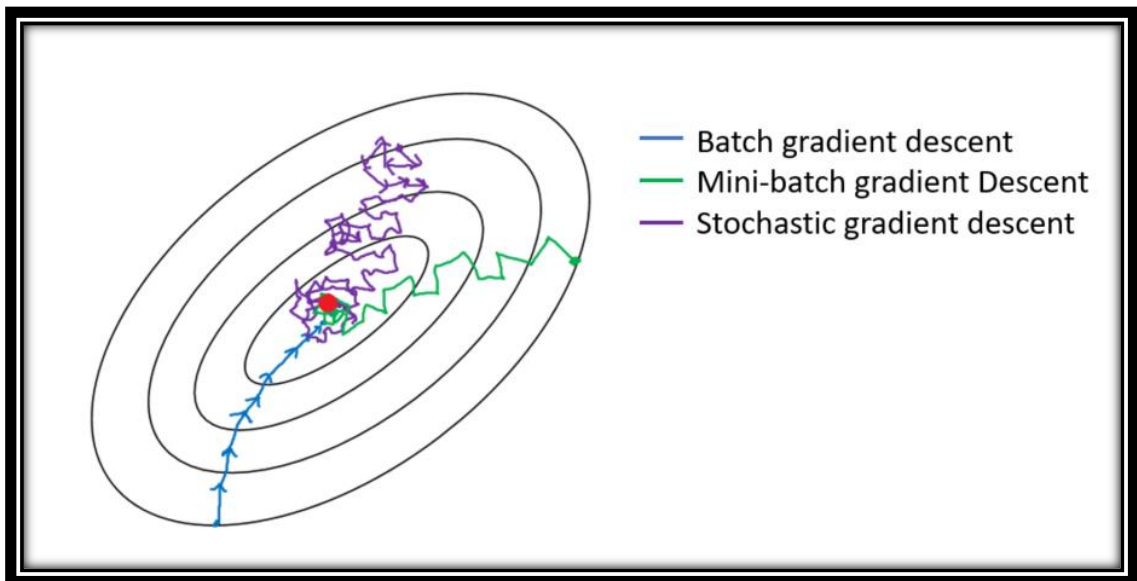 Batch gradient descent
Mini-batch gradient Descent
Stochastic gradient descent